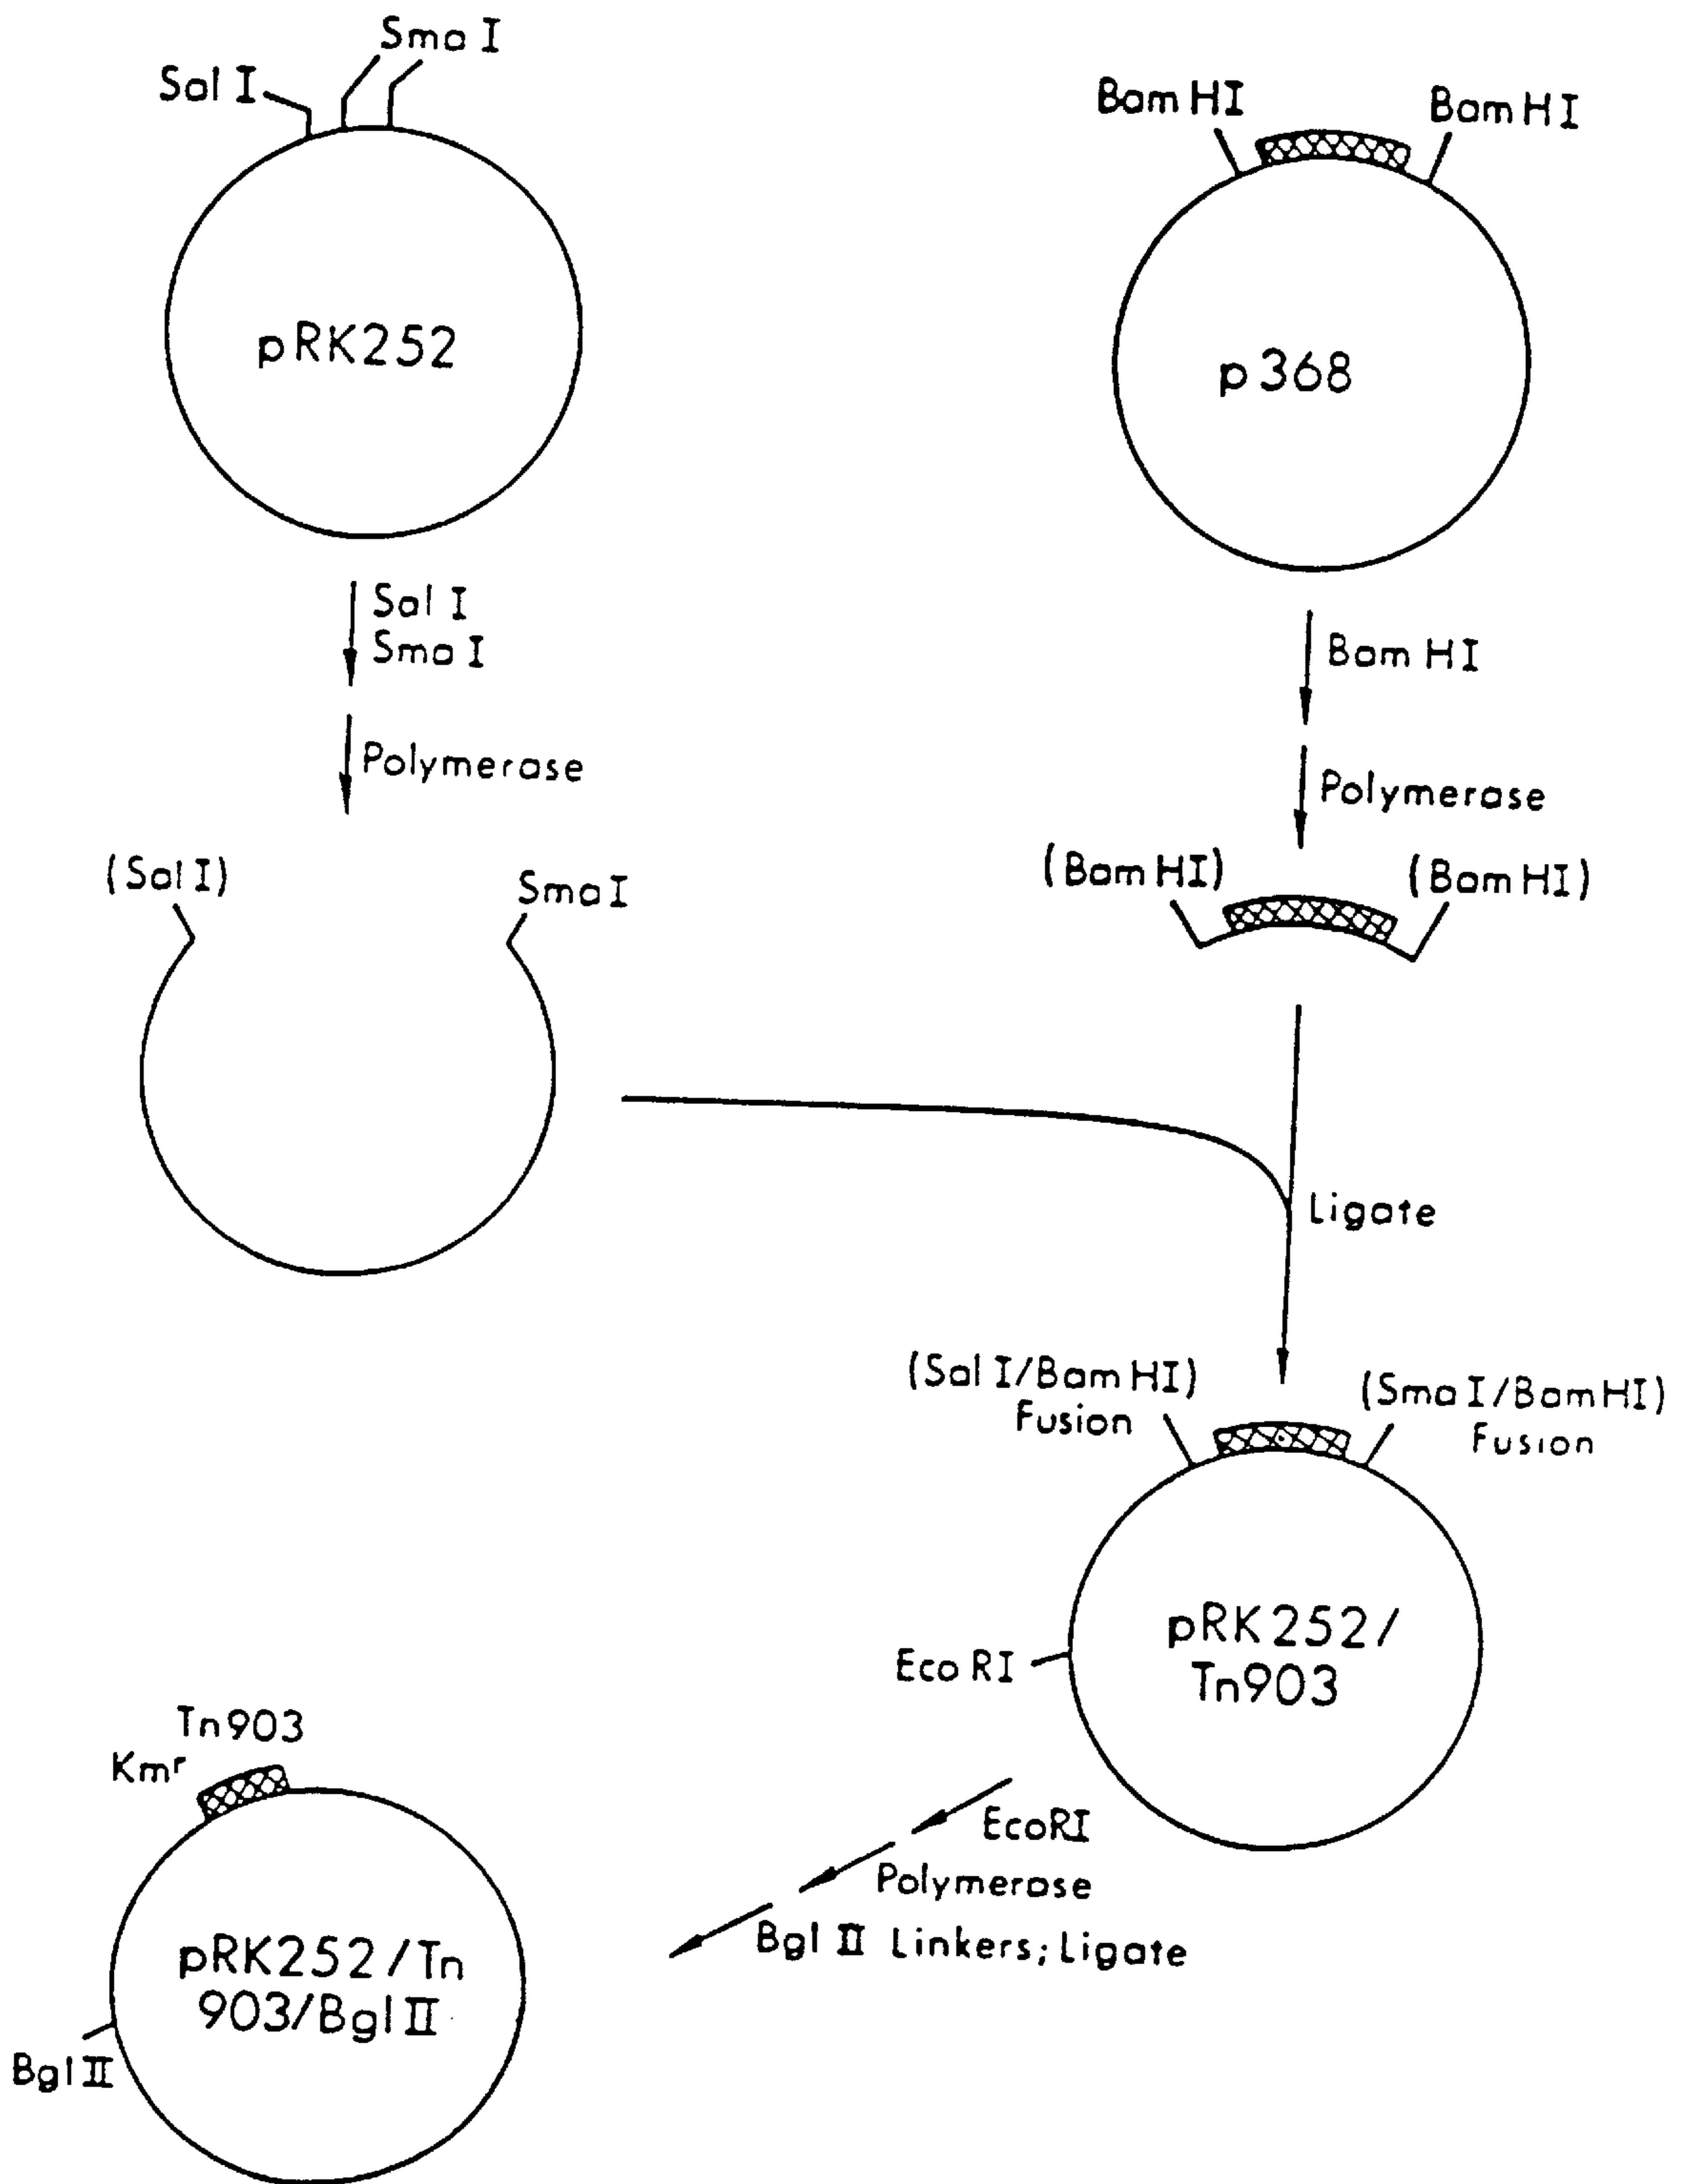 Sma I
Sal I
pRK252
Sal I
Sma I
Polymerase
(Sal I)
Sma I
Bam HI
Bam HI
p368
Bam HI
Polymerase
(Bam HI)
(Bam HI)
Ligate
(Sal I/Bam HI)
Fusion
(Sma I/BamHI)
Fusion
pRK252/
Tn903
Eco RI
EcoRI
Polymerase
Bgl II Linkers; Ligate
Tn903
Kmr
pRK252/Tn
903/Bgl II
Bgl II